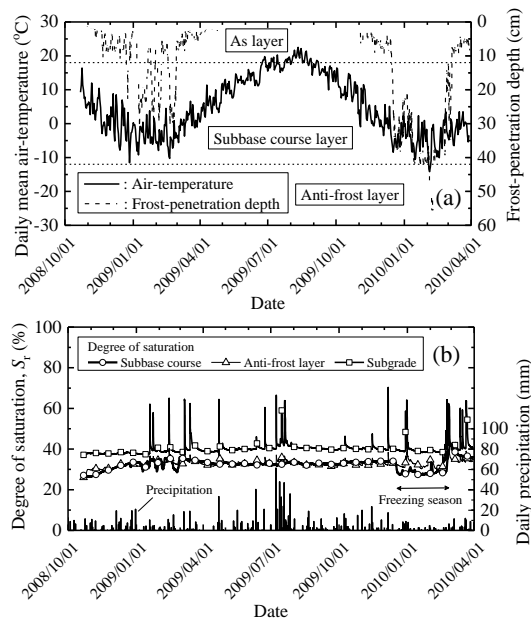 Daily mean air-temperature (°C)
30
20
10
0
-10
-20
-30
As layer
Subbase course layer
Anti-frost layer
: Air-temperature
: Frost-penetration depth
(a)
0
10
20
30
40
50
60
Frost-penetration depth (cm)
2008/10/01
2009/01/01
2009/04/01
2009/07/01
2009/10/01
2010/01/01
2010/04/01
Date
Degree of saturation, Sr (%)
100
80
60
40
20
0
Degree of saturation
Subbase course
Anti-frost layer
Subgrade
(b)
Precipitation
Freezing season
100
80
60
40
20
0
Daily precipitation (mm)
2008/10/01
2009/01/01
2009/04/01
2009/07/01
2009/10/01
2010/01/01
2010/04/01
Date